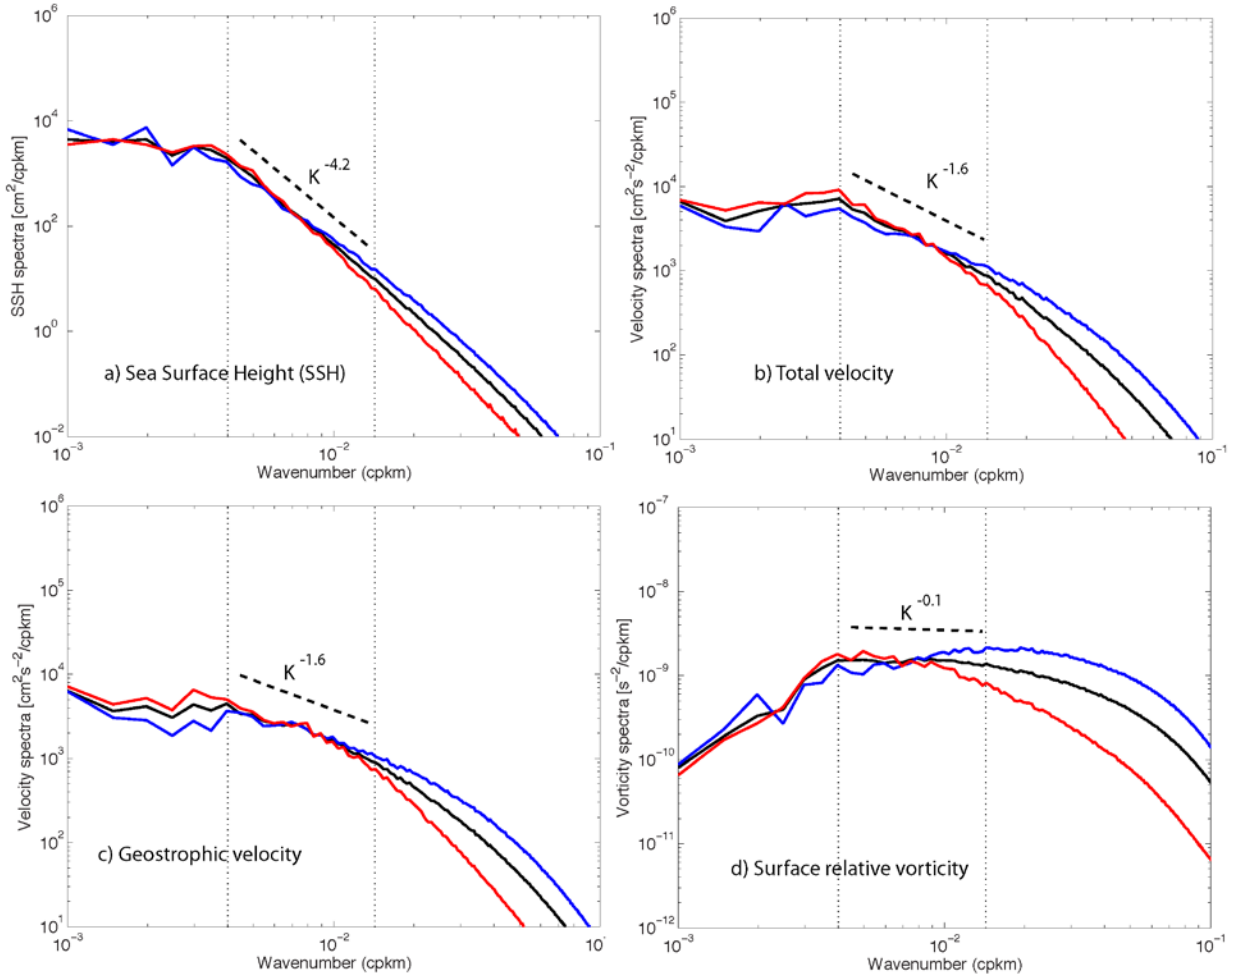 10^6
10^4
10^2
10^0
10^-2
SSH spectra [cm^2/cpkm]
K^-4.2
a) Sea Surface Height (SSH)
10^-3
10^-2
10^-1
Wavenumber (cpkm)
10^6
10^5
10^4
10^3
10^2
10^1
Velocity spectra [cm^2s^-2/cpkm]
K^-1.6
b) Total velocity
10^-3
10^-2
10^-1
Wavenumber (cpkm)
10^6
10^5
10^4
10^3
10^2
10^1
Velocity spectra [cm^2s^-2/cpkm]
K^-1.6
c) Geostrophic velocity
10^-3
10^-2
10^-1
Wavenumber (cpkm)
10^-7
10^-8
10^-9
10^-10
10^-11
10^-12
Vorticity spectra [s^-2/cpkm]
K^-0.1
d) Surface relative vorticity
10^-3
10^-2
10^-1
Wavenumber (cpkm)